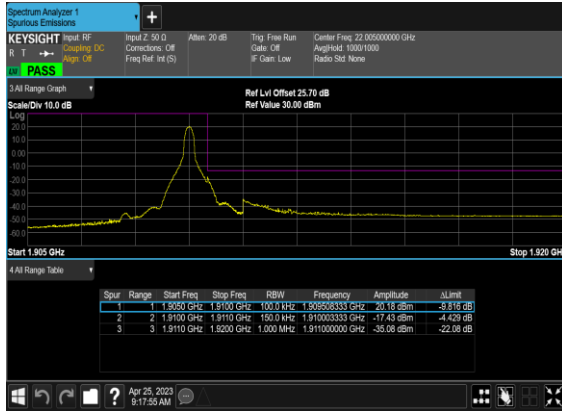 Spectrum Analyzer 1
Spurious Emissions
+
KEYSIGHT Input: RF Input Z: 50 Ω Atten: 20 dB Trig: Free Run Center Freq: 22.005000000 GHz
R T Coupling: DC Corrections: Off Gate: Off Avg|Hold: 1000/1000
Align: Off Freq Ref: Int (S) IF Gain: Low Radio Std: None
PASS
3 All Range Graph Ref Lvl Offset 25.70 dB
Scale/Div 10.0 dB Ref Value 30.00 dBm
Log
20.0
10.0
0.00
-10.0
-20.0
-30.0
-40.0
-50.0
-60.0
Start 1.905 GHz Stop 1.920 GH
4 All Range Table
Spur Range Start Freq Stop Freq RBW Frequency Amplitude ΔLimit
1 1 1.9050 GHz 1.9100 GHz 100.0 kHz 1.909508333 GHz 20.18 dBm -9.816 dB
2 2 1.9100 GHz 1.9110 GHz 150.0 kHz 1.910003333 GHz -17.43 dBm -4.429 dB
3 3 1.9110 GHz 1.9200 GHz 1.000 MHz 1.911000000 GHz -35.08 dBm -22.08 dB
? Apr 25, 2023
9:17:55 AM